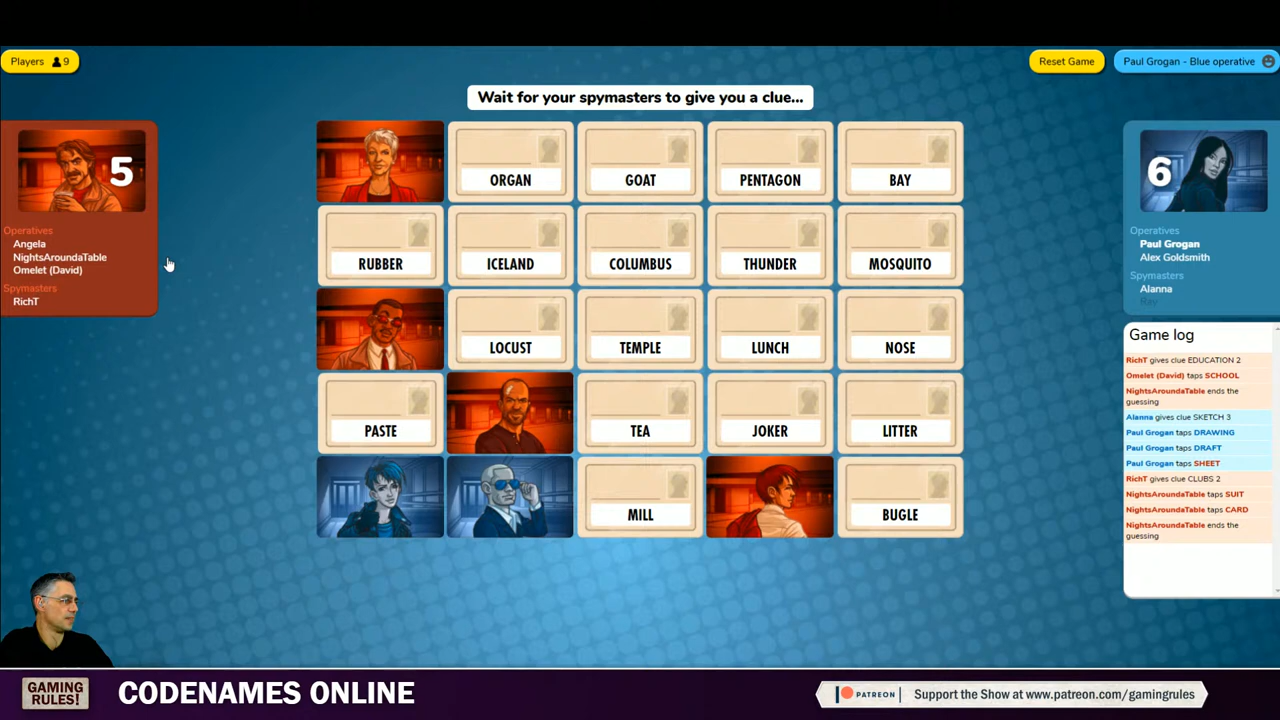 Players 9
Reset Game
Paul Grogan - Blue operative
Wait for your spymasters to give you a clue...
5
Operatives
Angela
NightsAroundaTable
Omelet (David)
Spymasters
RichT
ORGAN
GOAT
PENTAGON
BAY
RUBBER
ICELAND
COLUMBUS
THUNDER
MOSQUITO
LOCUST
TEMPLE
LUNCH
NOSE
PASTE
TEA
JOKER
LITTER
MILL
BUGLE
6
Operatives
Paul Grogan
Alex Goldsmith
Spymasters
Alanna
Ray
Game log
RichT gives clue EDUCATION 2
Omelet (David) taps SCHOOL
NightsAroundaTable ends the
guessing
Alanna gives clue SKETCH 3
Paul Grogan taps DRAWING
Paul Grogan taps DRAFT
Paul Grogan taps SHEET
RichT gives clue CLUBS 2
NightsAroundaTable taps SUIT
NightsAroundaTable taps CARD
NightsAroundaTable ends the
guessing
GAMING
RULES!
CODENAMES ONLINE
PATREON
Support the Show at www.patreon.com/gamingrules